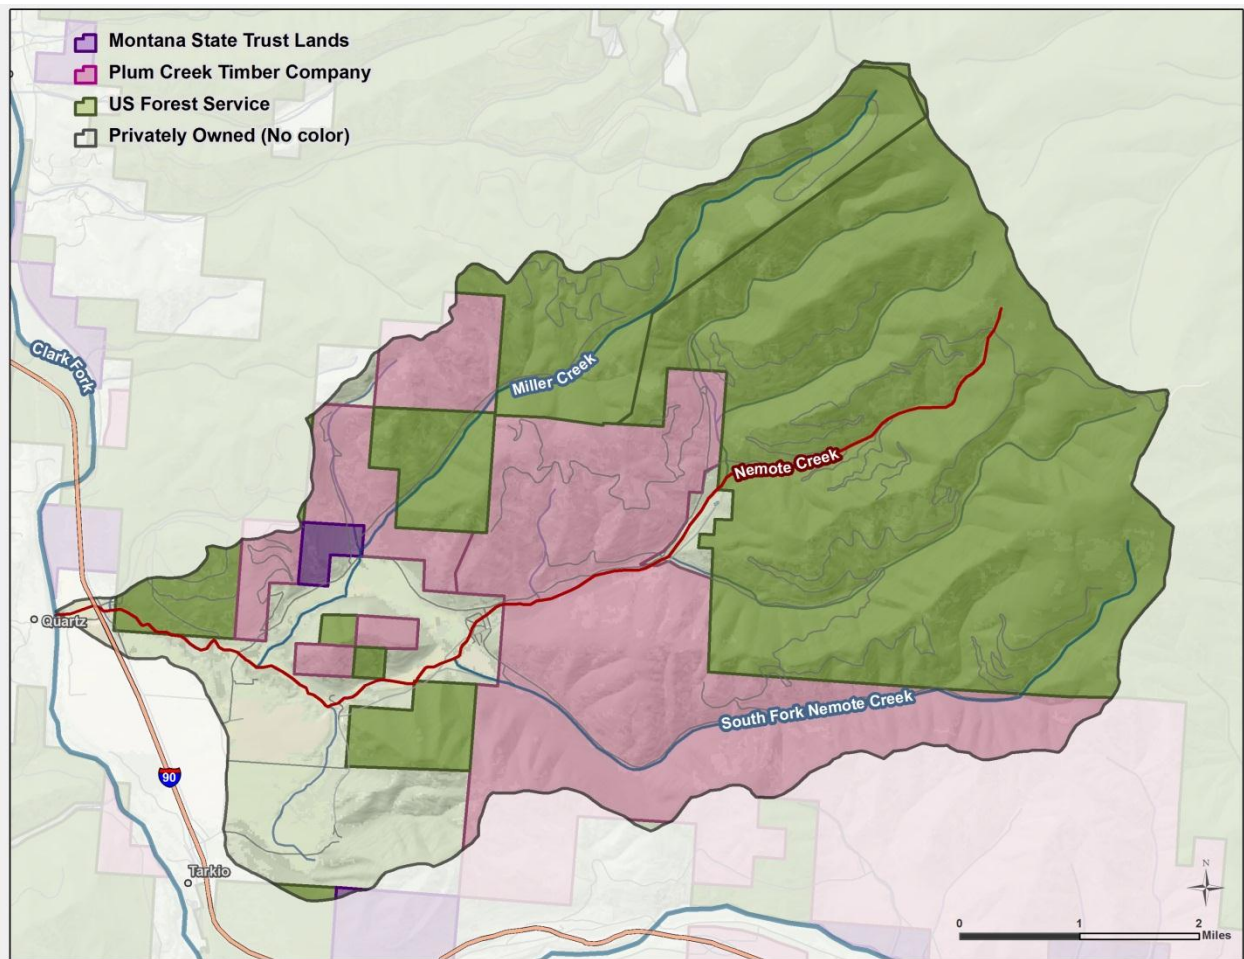 Montana State Trust Lands
Plum Creek Timber Company
US Forest Service
Privately Owned (No color)
Clark Fork
Miller Creek
Nemote Creek
Quartz
South Fork Nemote Creek
90
Tarkio
N
0 1 2
Miles